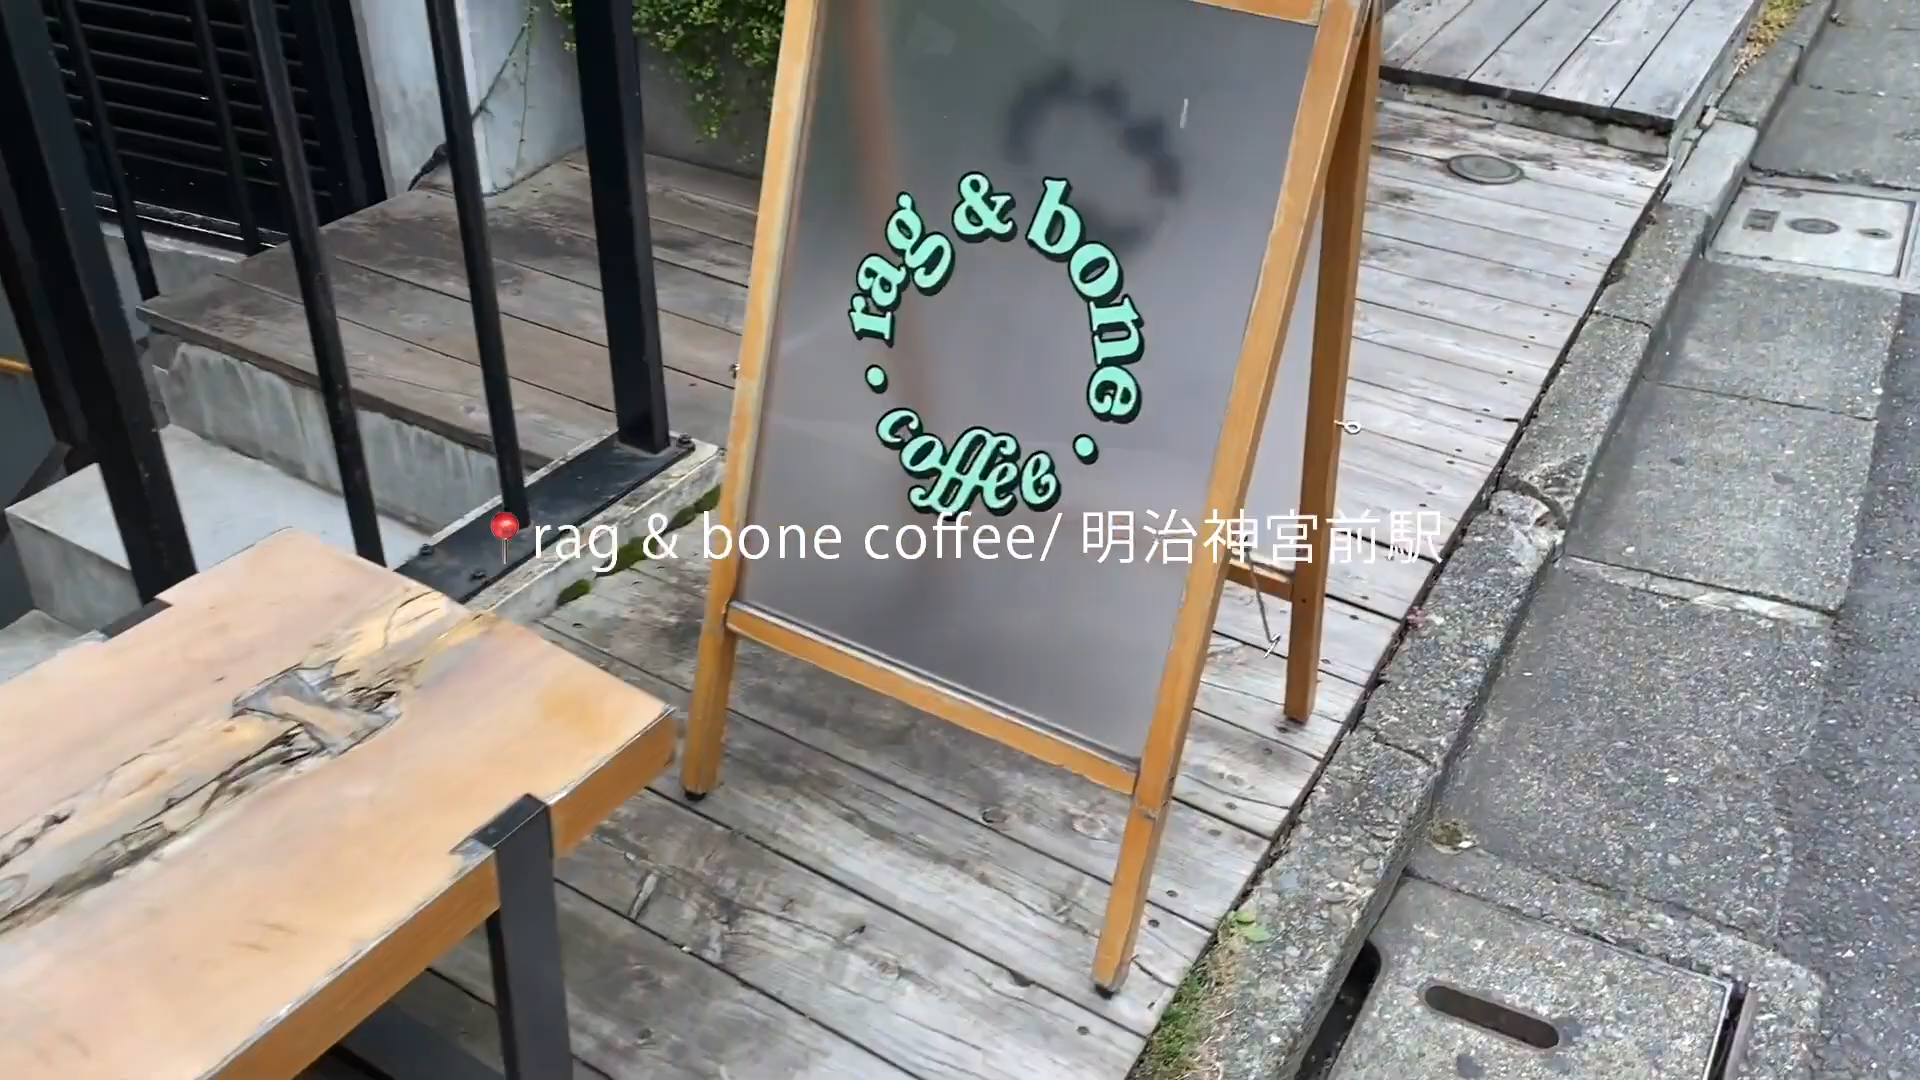 rag & bone
coffee
📍rag & bone coffee/ 明治神宮前駅